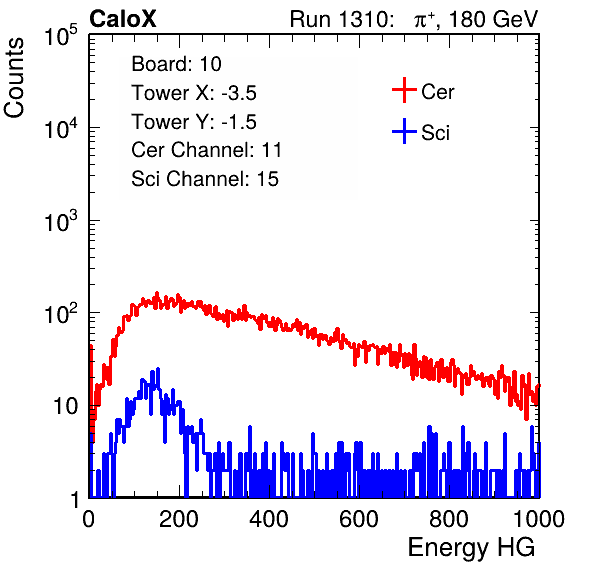 CaloX Run 1310: π⁺, 180 GeV
Counts
10⁵
10⁴
10³
10²
10
1
Board: 10
Tower X: -3.5
Tower Y: -1.5
Cer Channel: 11
Sci Channel: 15
Cer
Sci
0 200 400 600 800 1000
Energy HG